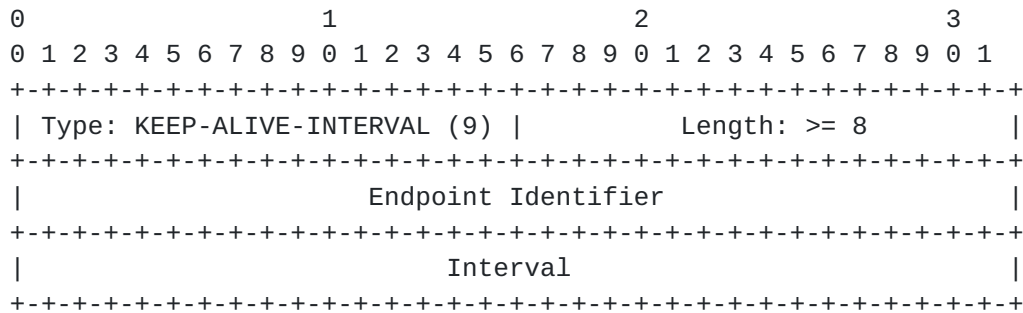 0                   1                   2                   3
0 1 2 3 4 5 6 7 8 9 0 1 2 3 4 5 6 7 8 9 0 1 2 3 4 5 6 7 8 9 0 1
+-+-+-+-+-+-+-+-+-+-+-+-+-+-+-+-+-+-+-+-+-+-+-+-+-+-+-+-+-+-+-+-+
| Type: KEEP-ALIVE-INTERVAL (9) |          Length: >= 8         |
+-+-+-+-+-+-+-+-+-+-+-+-+-+-+-+-+-+-+-+-+-+-+-+-+-+-+-+-+-+-+-+-+
|                      Endpoint Identifier                      |
+-+-+-+-+-+-+-+-+-+-+-+-+-+-+-+-+-+-+-+-+-+-+-+-+-+-+-+-+-+-+-+-+
|                           Interval                            |
+-+-+-+-+-+-+-+-+-+-+-+-+-+-+-+-+-+-+-+-+-+-+-+-+-+-+-+-+-+-+-+-+